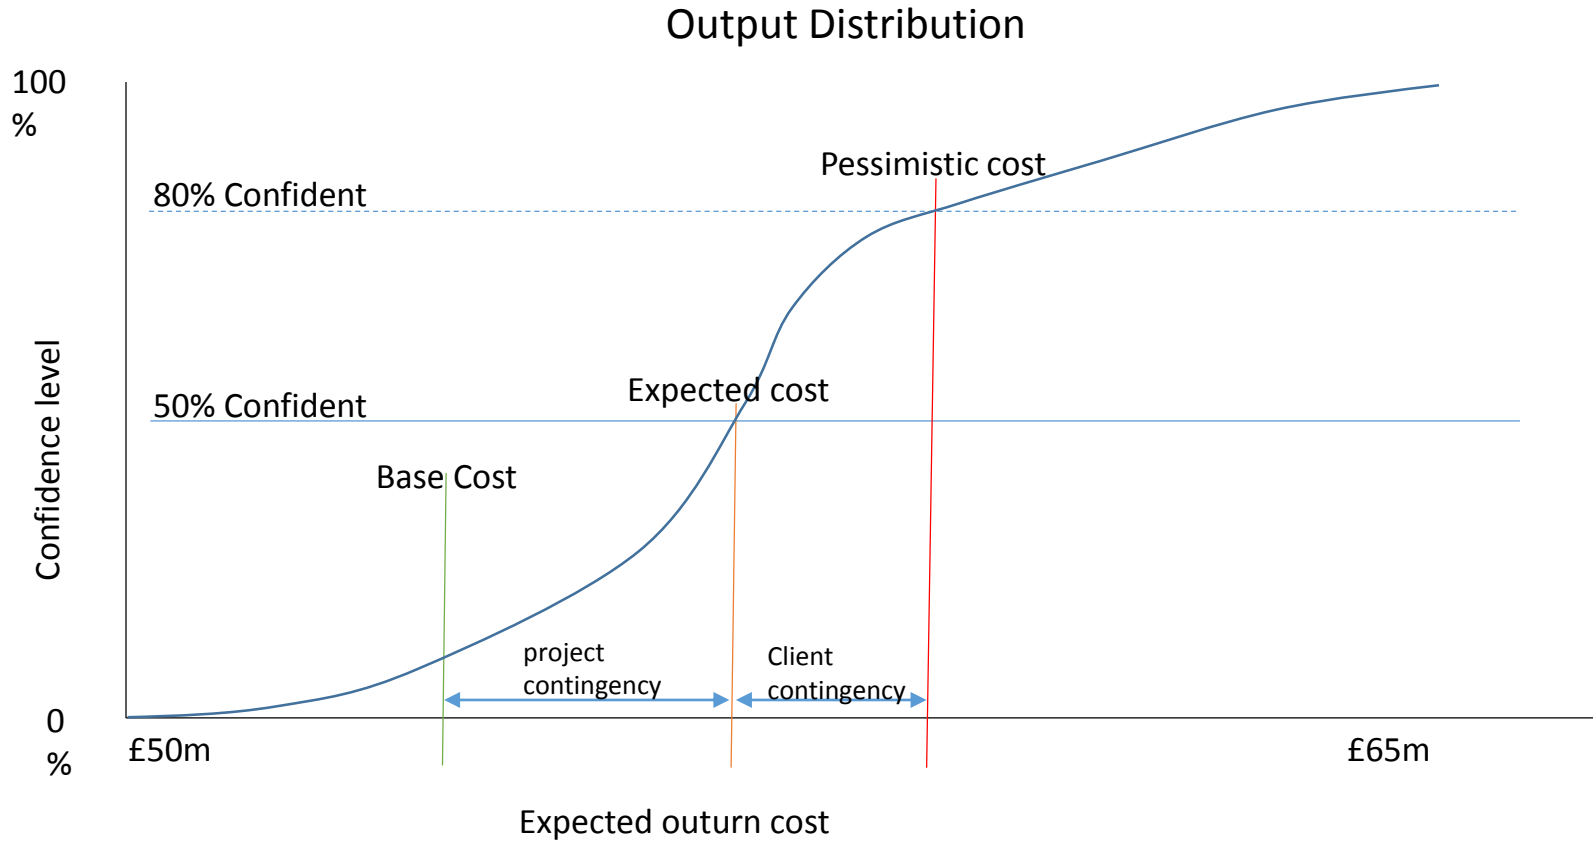 Output Distribution
100
%
Pessimistic cost
80% Confident
Expected cost
50% Confident
Base Cost
Confidence level
project
contingency
Client
contingency
0
%
£50m
£65m
Expected outurn cost